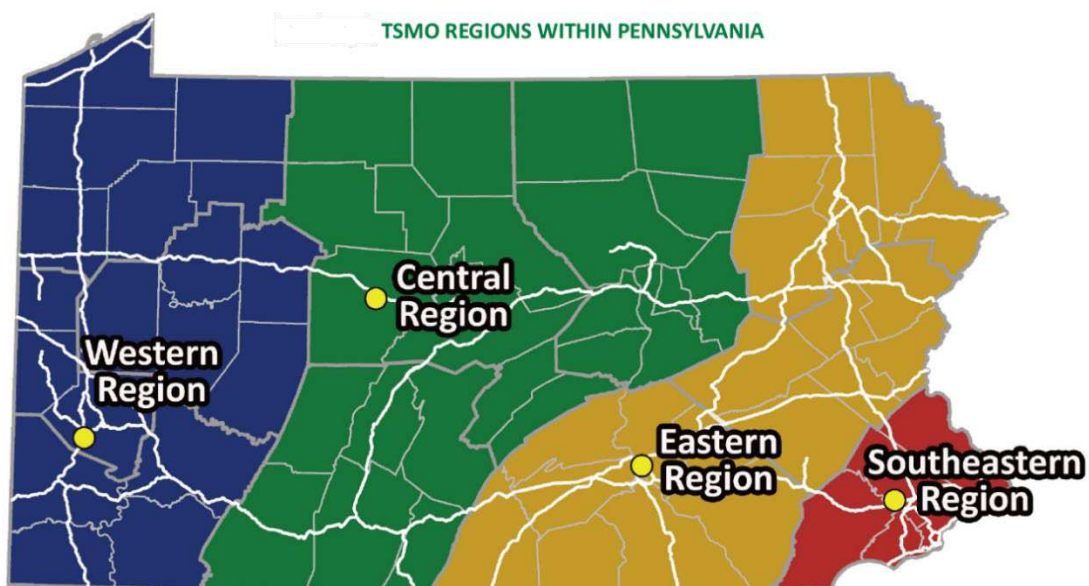 TSMO REGIONS WITHIN PENNSYLVANIA
Central
Region
Western
Region
Eastern
Region
Southeastern
Region